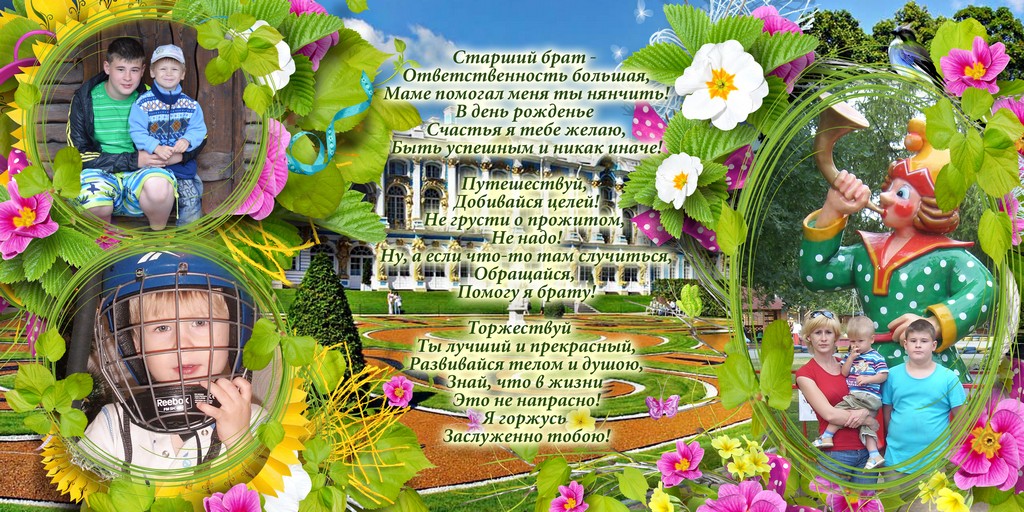 Старший брат -
Ответственность большая,
Маме помогал меня ты нянчить!
В день рожденье
Счастья я тебе желаю,
Быть успешным и никак иначе!
Путешествуй,
Добивайся целей!
Не грусти о прожитом,
Не надо!
Ну, а если что-то там случиться,
Обращайся,
Помогу я брату!
Торжествуй
Ты лучший и прекрасный,
Развивайся телом и душою,
Знай, что в жизни
Это не напрасно!
Я горжусь
Заслуженно тобою!
Reebok